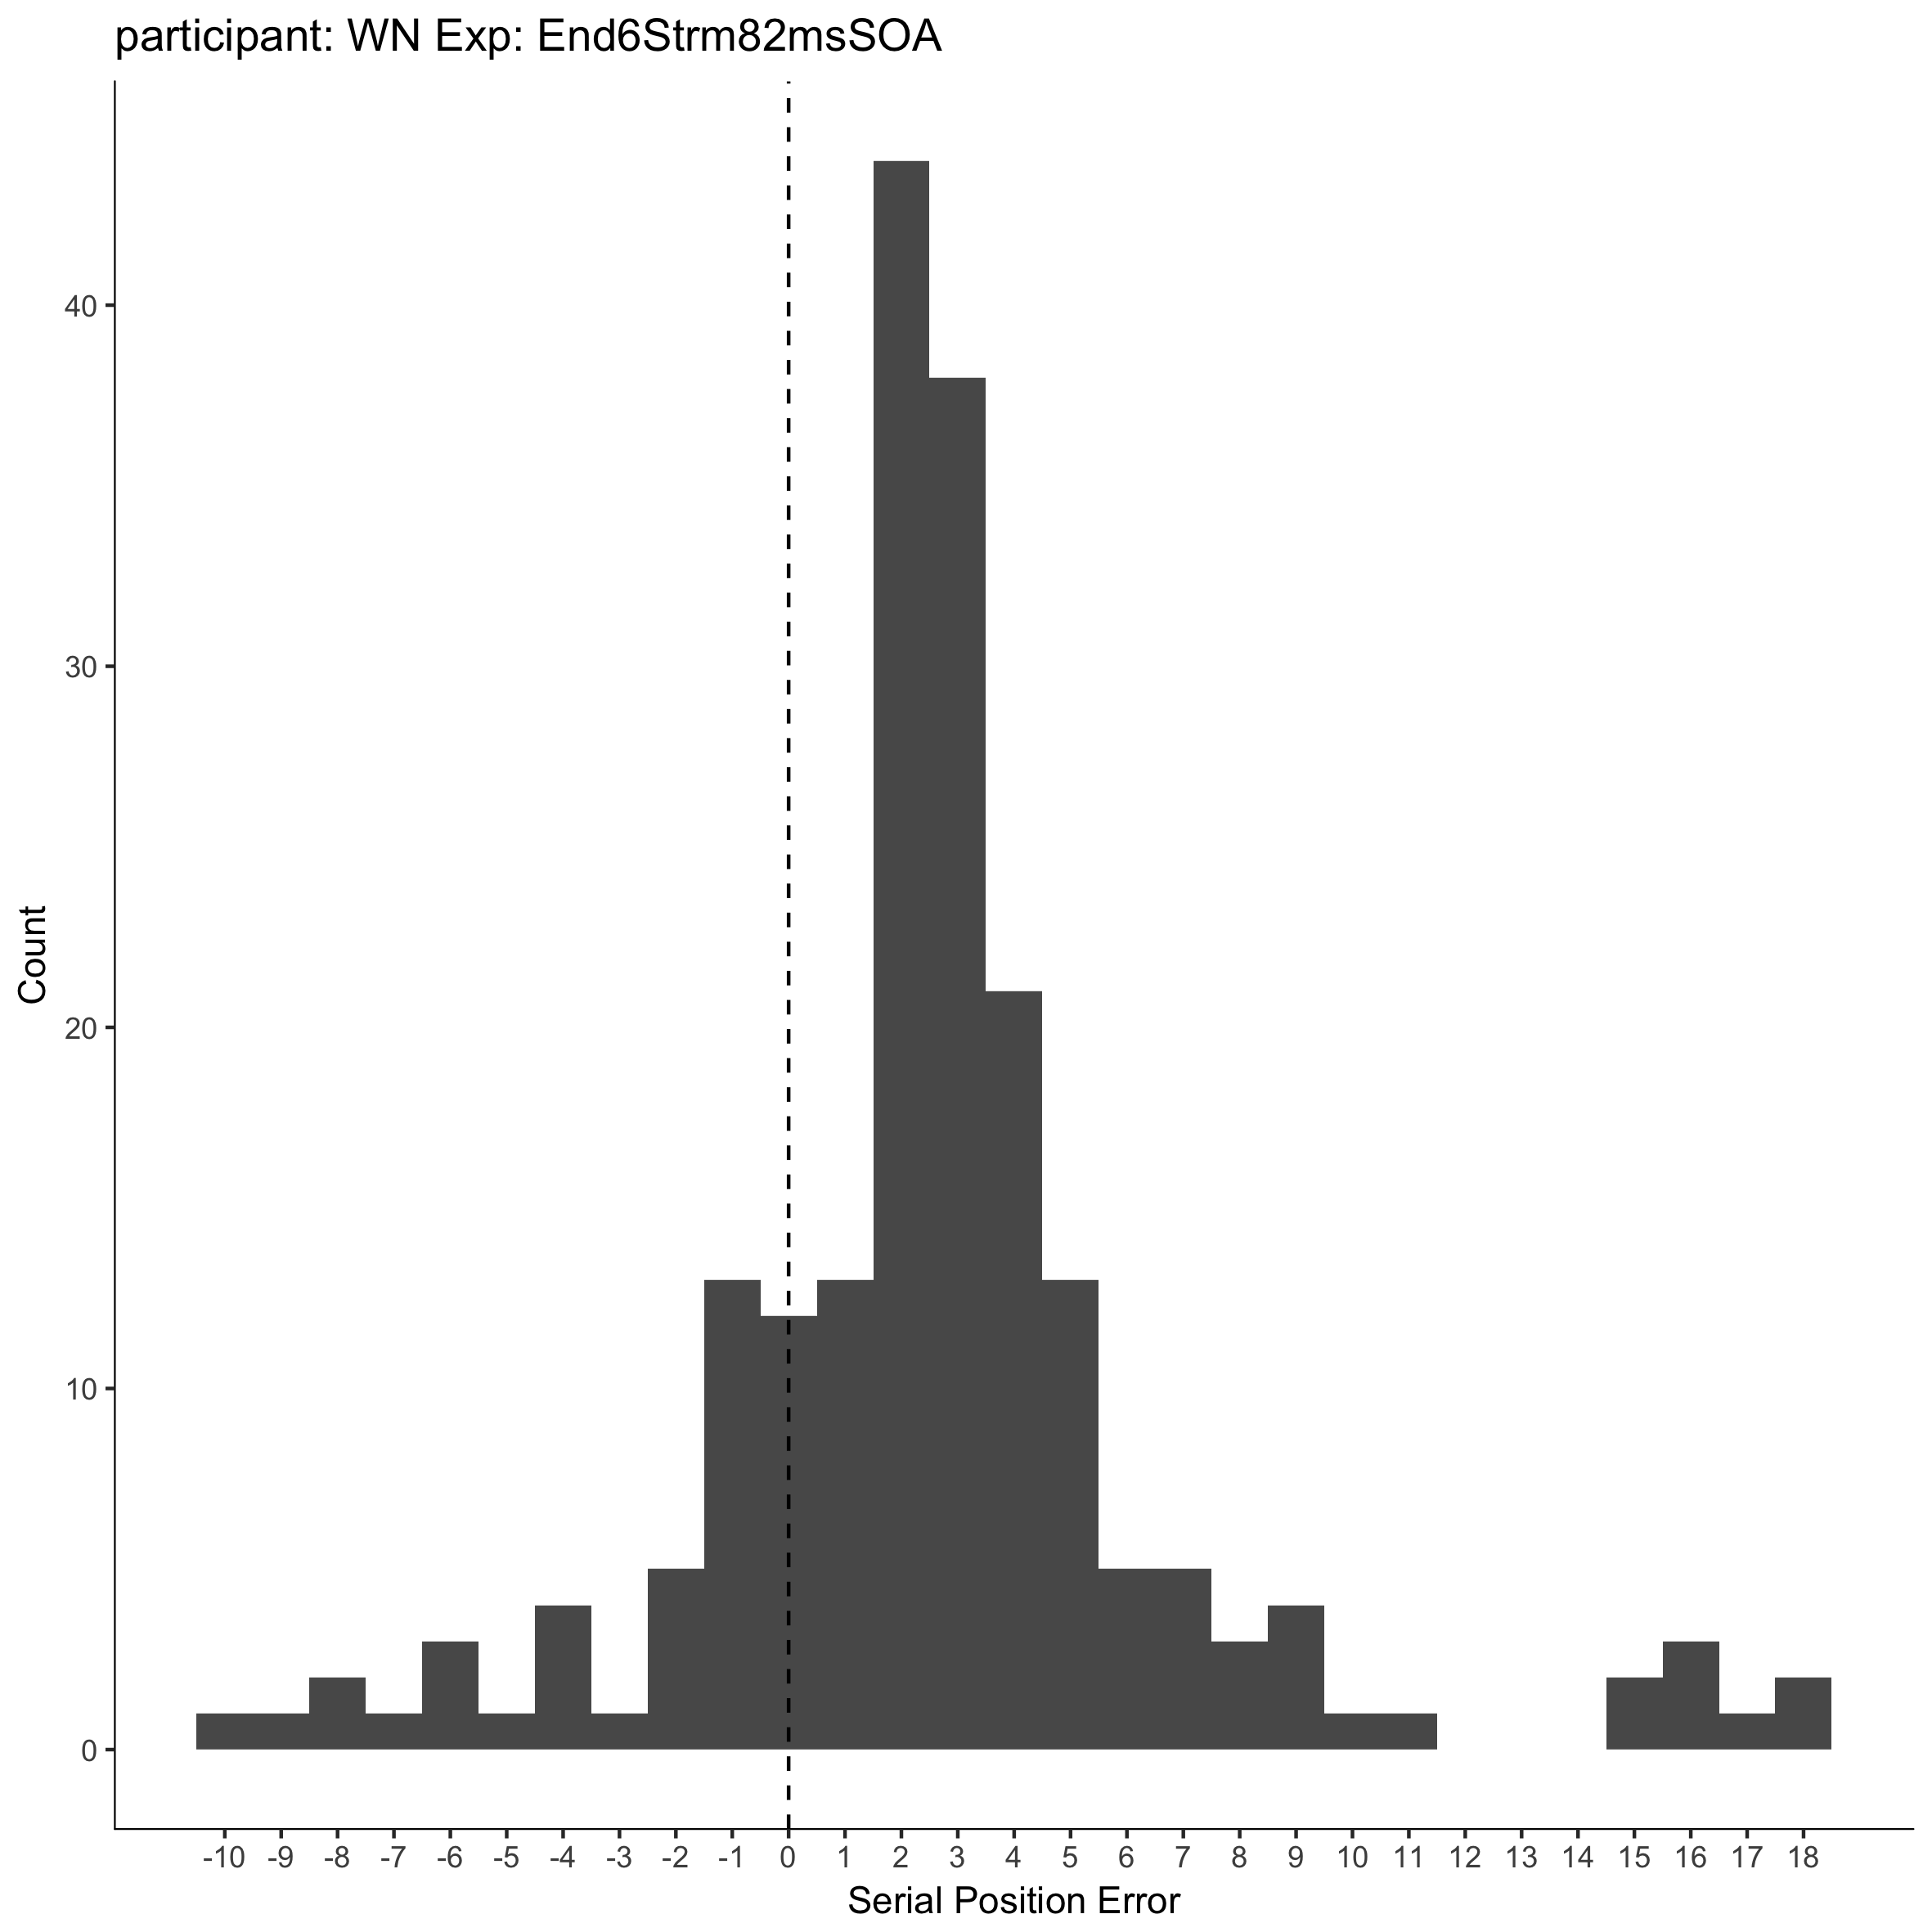 participant: WN Exp: End6Strm82msSOA
Count
40
30
20
10
0
-10 -9 -8 -7 -6 -5 -4 -3 -2 -1 0 1 2 3 4 5 6 7 8 9 10 11 12 13 14 15 16 17 18
Serial Position Error